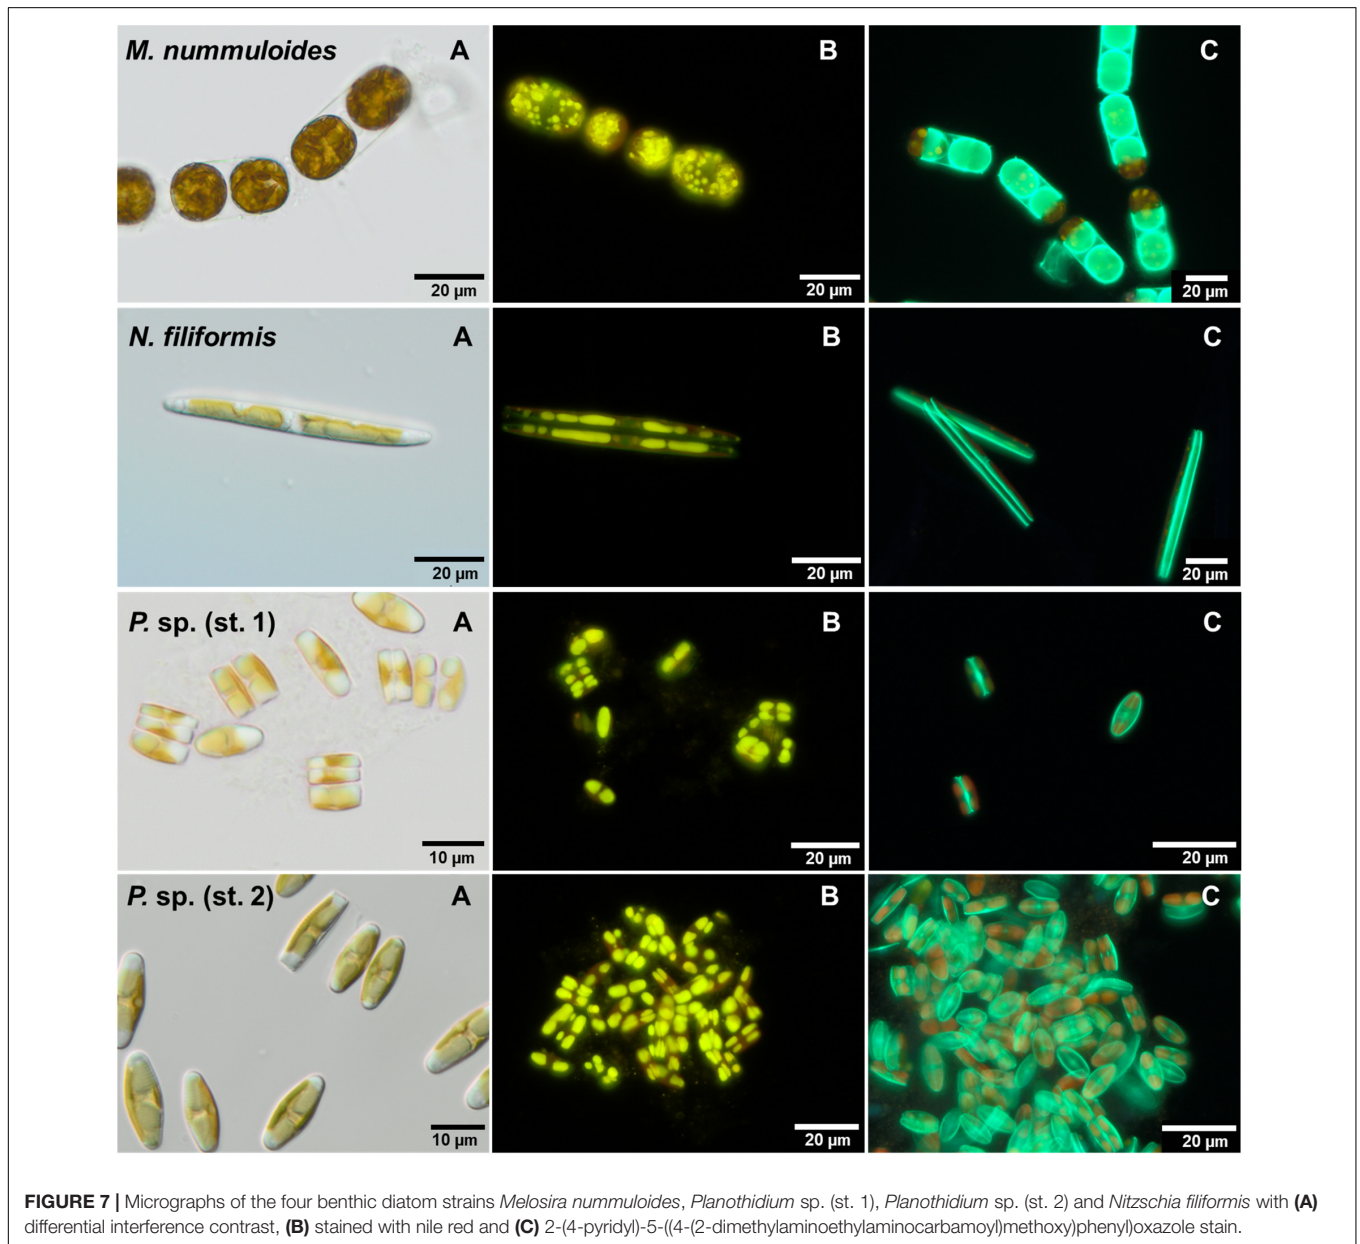 M. nummuloides A B C
20 µm 20 µm 20 µm
N. filiformis A B C
20 µm 20 µm 20 µm
P. sp. (st. 1) A B C
10 µm 20 µm 20 µm
P. sp. (st. 2) A B C
10 µm 20 µm 20 µm
FIGURE 7 | Micrographs of the four benthic diatom strains Melosira nummuloides, Planothidium sp. (st. 1), Planothidium sp. (st. 2) and Nitzschia filiformis with (A)
differential interference contrast, (B) stained with nile red and (C) 2-(4-pyridyl)-5-((4-(2-dimethylaminoethylaminocarbamoyl)methoxy)phenyl)oxazole stain.